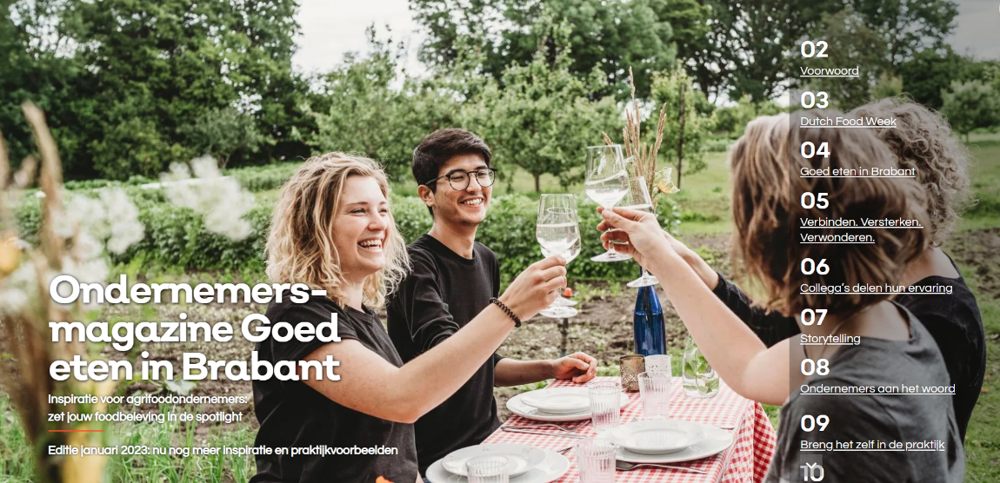 Ondernemers-
magazine Goed
eten in Brabant
Inspiratie voor agrifoodondernemers:
zet jouw foodbeleving in de spotlight
Editie januari 2023: nu nog meer inspiratie en praktijkvoorbeelden
02
Voorwoord
03
Dutch Food Week
04
Goed eten in Brabant
05
Verbinden. Versterken.
Verwonderen.
06
Collega's delen hun ervaring
07
Storytelling
08
Ondernemers aan het woord
09
Breng het zelf in de praktijk
10